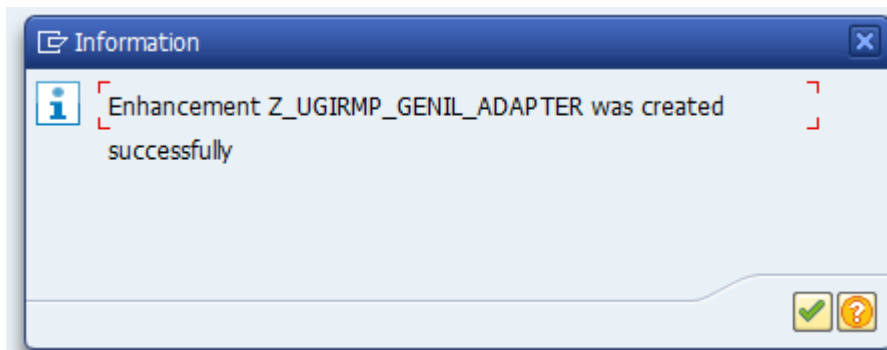 Information
Enhancement Z_UGIRMP_GENIL_ADAPTER was created
successfully